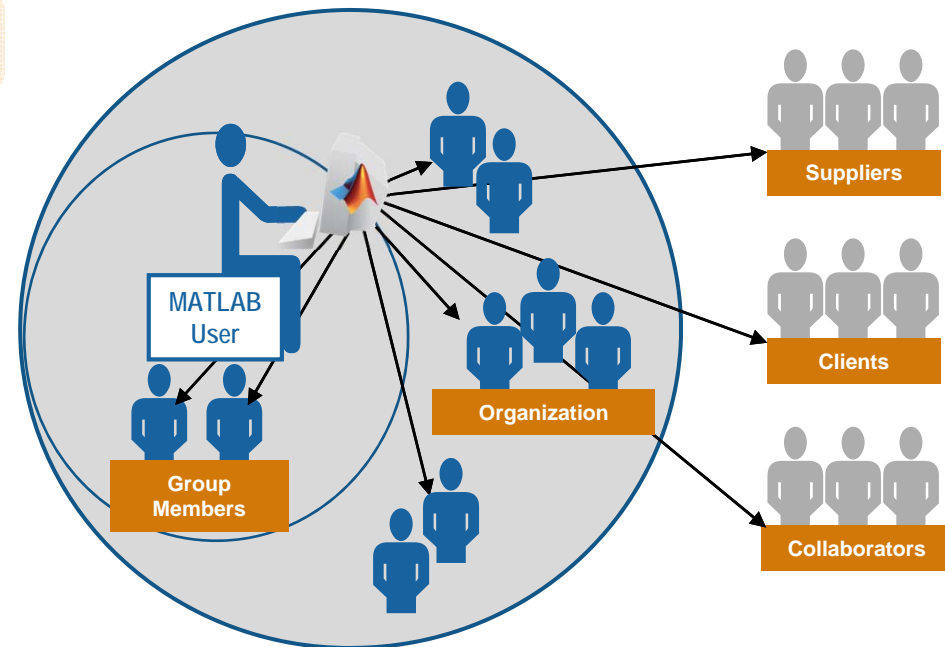 Suppliers
MATLAB
User
Clients
Organization
Group
Members
Collaborators